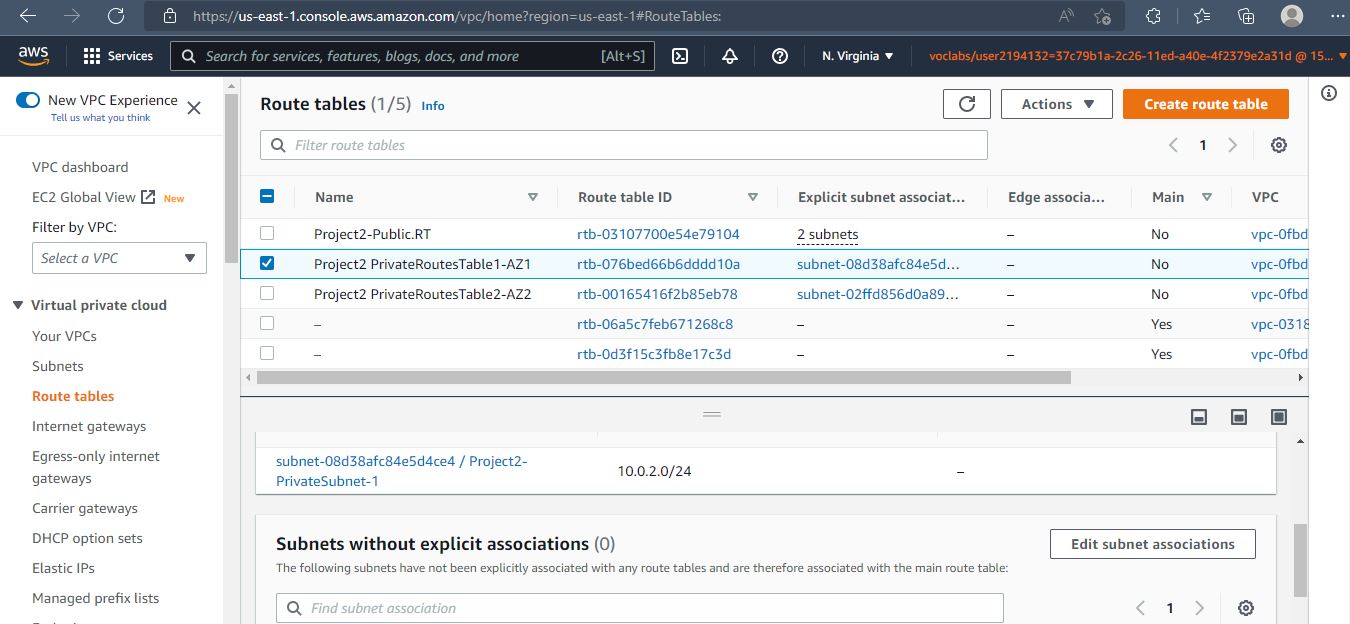 https://us-east-1.console.aws.amazon.com/vpc/home?region=us-east-1#RouteTables:
aws
Services
Search for services, features, blogs, docs, and more
[Alt+S]
N. Virginia
voclabs/user2194132=37c79b1a-2c26-11ed-a40e-4f2379e2a31d @ 15...
New VPC Experience
Tell us what you think
VPC dashboard
EC2 Global View New
Filter by VPC:
Select a VPC
Virtual private cloud
Your VPCs
Subnets
Route tables
Internet gateways
Egress-only internet
gateways
Carrier gateways
DHCP option sets
Elastic IPs
Managed prefix lists
Route tables (1/5) Info
Actions
Create route table
Filter route tables
1
Name Route table ID Explicit subnet associat... Edge associa... Main VPC
Project2-Public.RT rtb-03107700e54e79104 2 subnets – No vpc-0fbd
Project2 PrivateRoutesTable1-AZ1 rtb-076bed66b6dddd10a subnet-08d38afc84e5d... – No vpc-0fbd
Project2 PrivateRoutesTable2-AZ2 rtb-00165416f2b85eb78 subnet-02ffd856d0a89... – No vpc-0fbd
– rtb-06a5c7feb671268c8 – – Yes vpc-0318
– rtb-0d3f15c3fb8e17c3d – – Yes vpc-0fbd
subnet-08d38afc84e5d4ce4 / Project2-
PrivateSubnet-1
10.0.2.0/24
–
Subnets without explicit associations (0)
Edit subnet associations
The following subnets have not been explicitly associated with any route tables and are therefore associated with the main route table:
Find subnet association
1